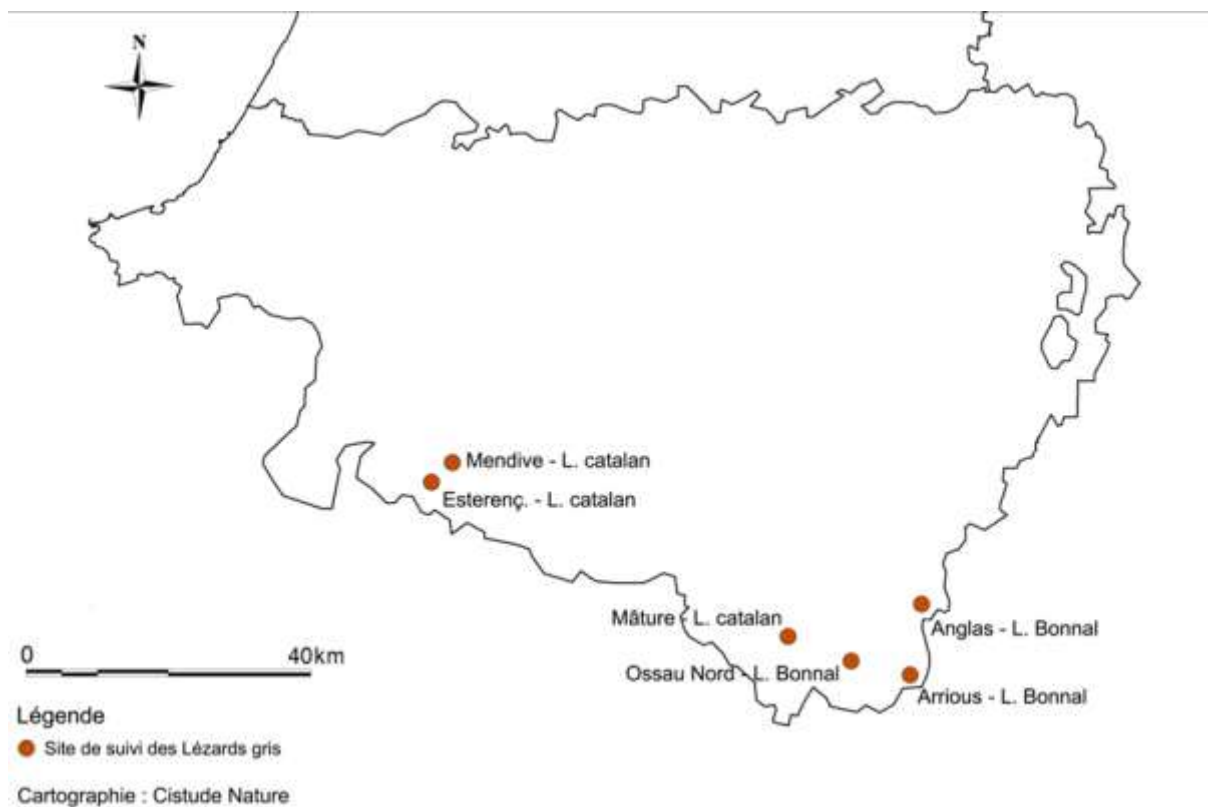 N
Mendive - L. catalan
Esterenç. - L. catalan
Mâture - L. catalan
Anglas - L. Bonnal
Ossau Nord - L. Bonnal
Arrious - L. Bonnal
0 40km
Légende
Site de suivi des Lézards gris
Cartographie : Cistude Nature